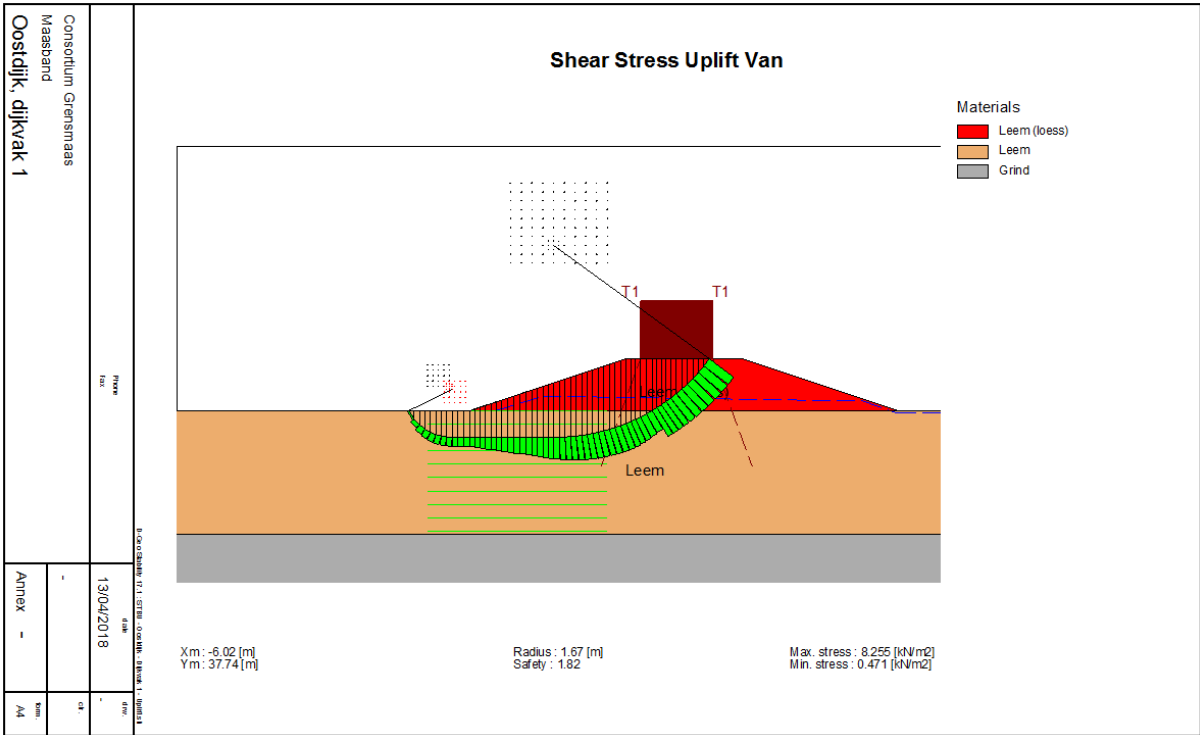 Shear Stress Uplift Van
Materials
Leem (loess)
Leem
Grind
T1 T1
Leem
Leem
Xm : -6.02 [m]
Ym : 37.74 [m]
Radius : 1.67 [m]
Safety : 1.82
Max. stress : 8.255 [kN/m2]
Min. stress : 0.471 [kN/m2]
Consortium Grensmaas
Maasband
Oostdijk, dijkvak 1
Phone
Fax
date
13/04/2018
drw.
-
-
ctr.
Annex -
form.
A4